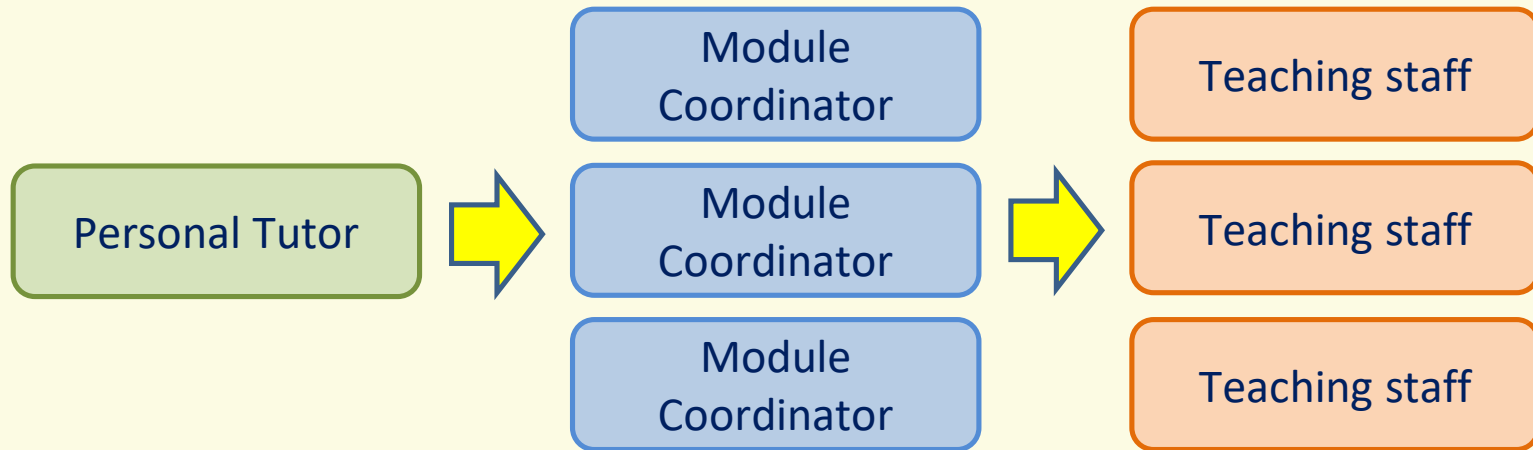 Personal Tutor
Module
Coordinator
Module
Coordinator
Module
Coordinator
Teaching staff
Teaching staff
Teaching staff